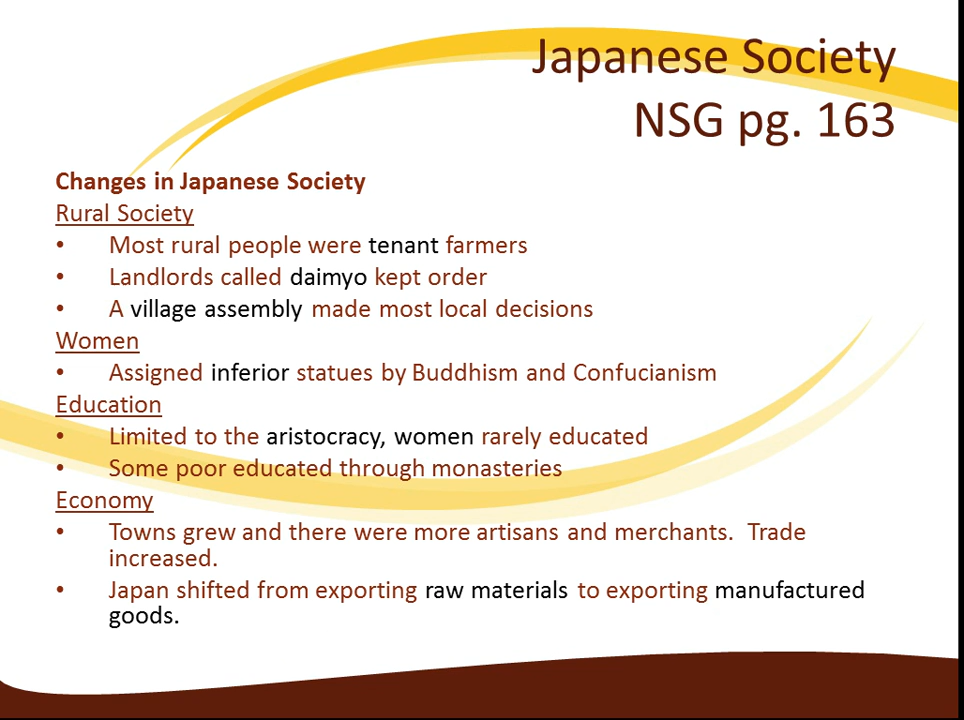 Japanese Society
NSG pg. 163
Changes in Japanese Society
Rural Society
• Most rural people were tenant farmers
• Landlords called daimyo kept order
• A village assembly made most local decisions
Women
• Assigned inferior statues by Buddhism and Confucianism
Education
• Limited to the aristocracy, women rarely educated
• Some poor educated through monasteries
Economy
• Towns grew and there were more artisans and merchants. Trade
increased.
• Japan shifted from exporting raw materials to exporting manufactured
goods.